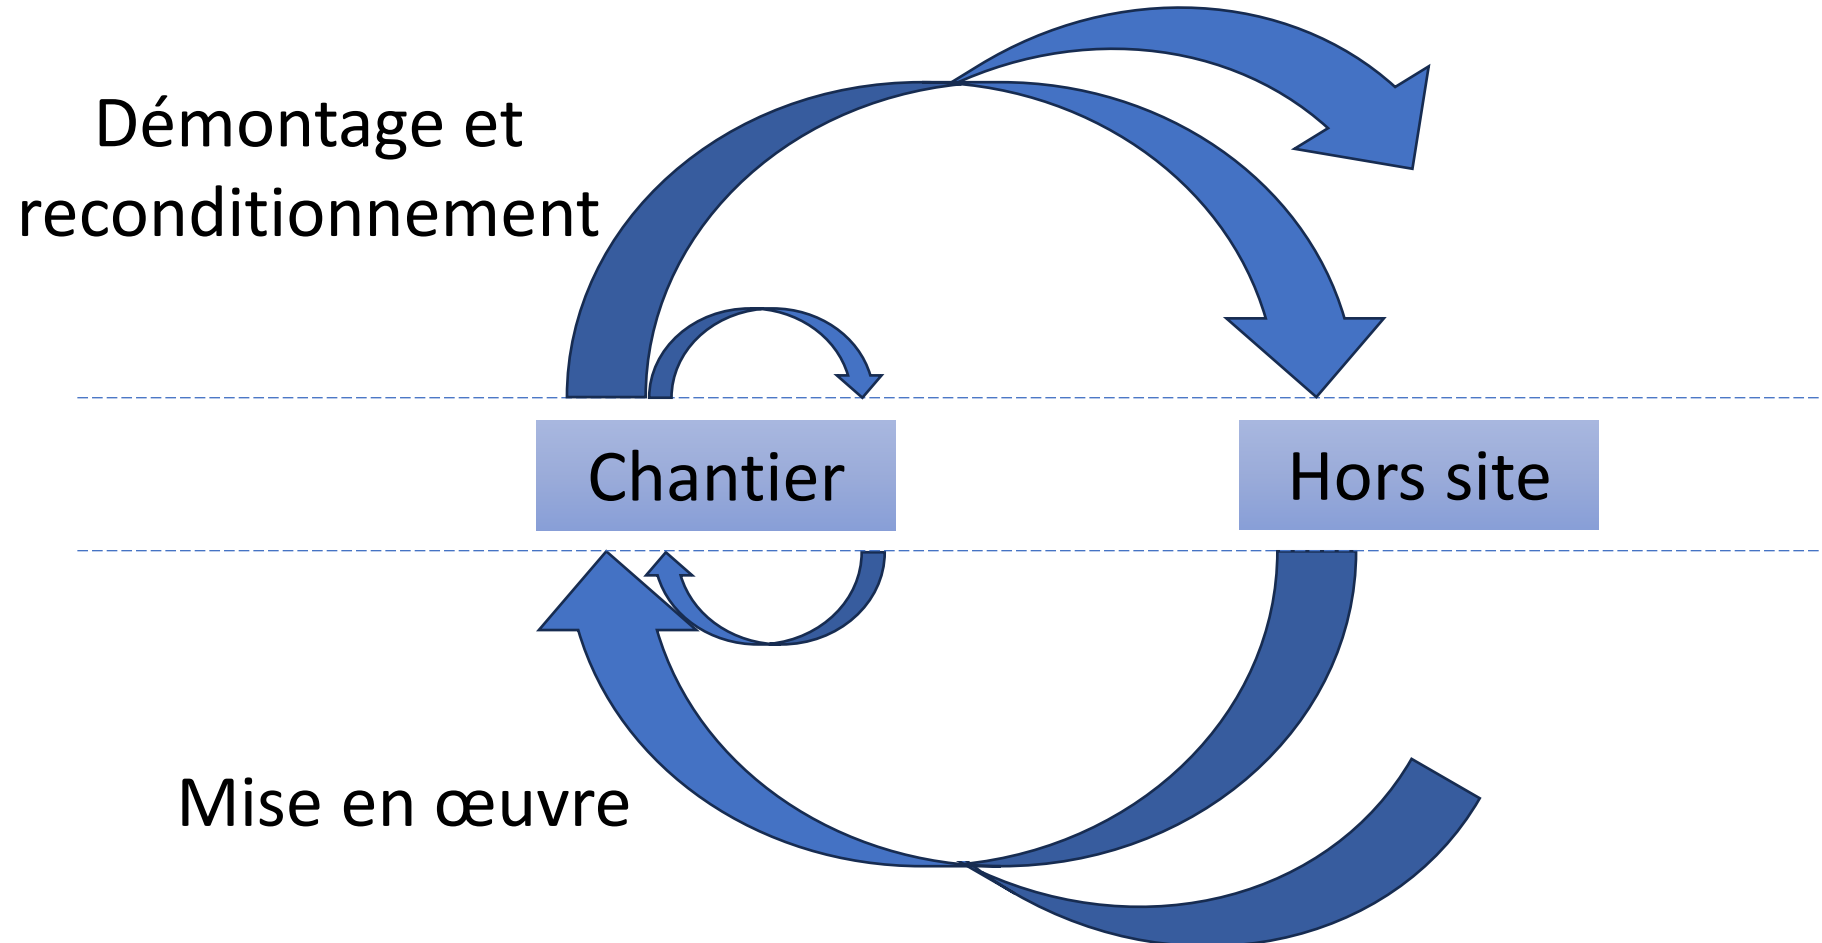 Démontage et
reconditionnement
Chantier
Hors site
Mise en œuvre